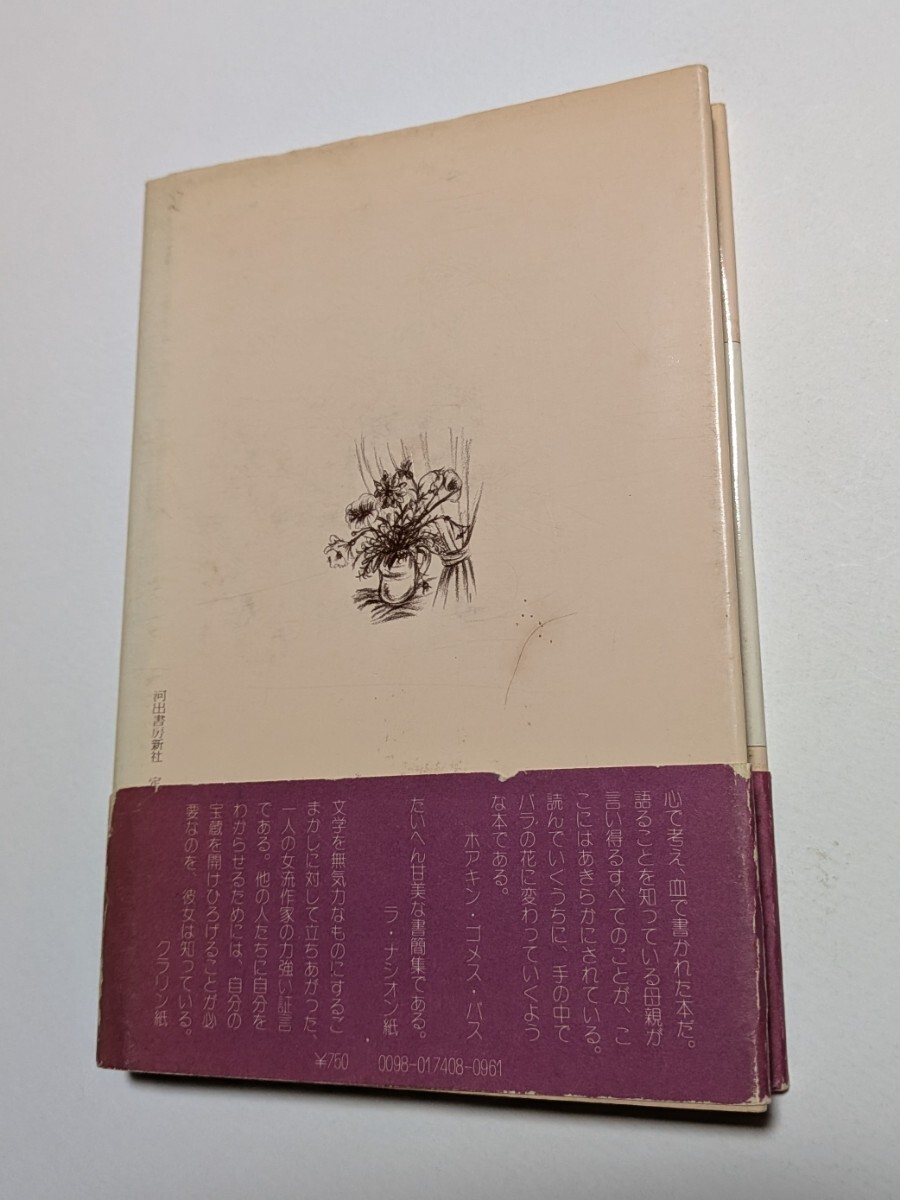 心で考え、血で書かれた本だ。
語ることを知っている母親が
言い得るすべてのことが、こ
こにはあきらかにされている。
読んでいくうちに、手の中で
バラの花に変わっていくよう
な本である。
ホアキン・ゴメス・バス
たいへん甘美な書簡集である。
ラ・ナシオン紙
文学を無気力なものにするご
まかしに対して立ちあがった、
一人の女流作家の力強い証言
である。他の人たちに自分を
わからせるためには、自分の
宝蔵を開けひろげることが必
要なのを、彼女は知っている。
クラリン紙
¥750 0098-017408-0961
河出書房新社 定